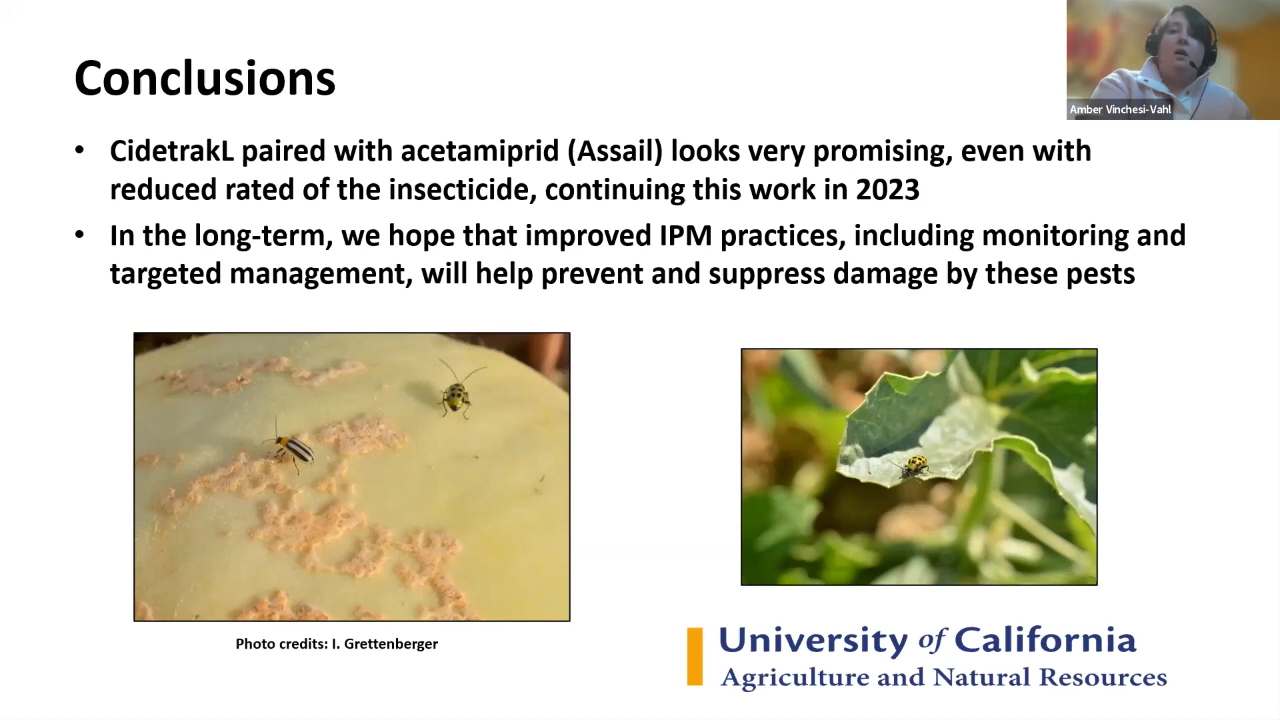 Conclusions
Amber Vinchesi-Vahl
• CidetrakL paired with acetamiprid (Assail) looks very promising, even with
reduced rated of the insecticide, continuing this work in 2023
• In the long-term, we hope that improved IPM practices, including monitoring and
targeted management, will help prevent and suppress damage by these pests
Photo credits: I. Grettenberger
University of California
Agriculture and Natural Resources